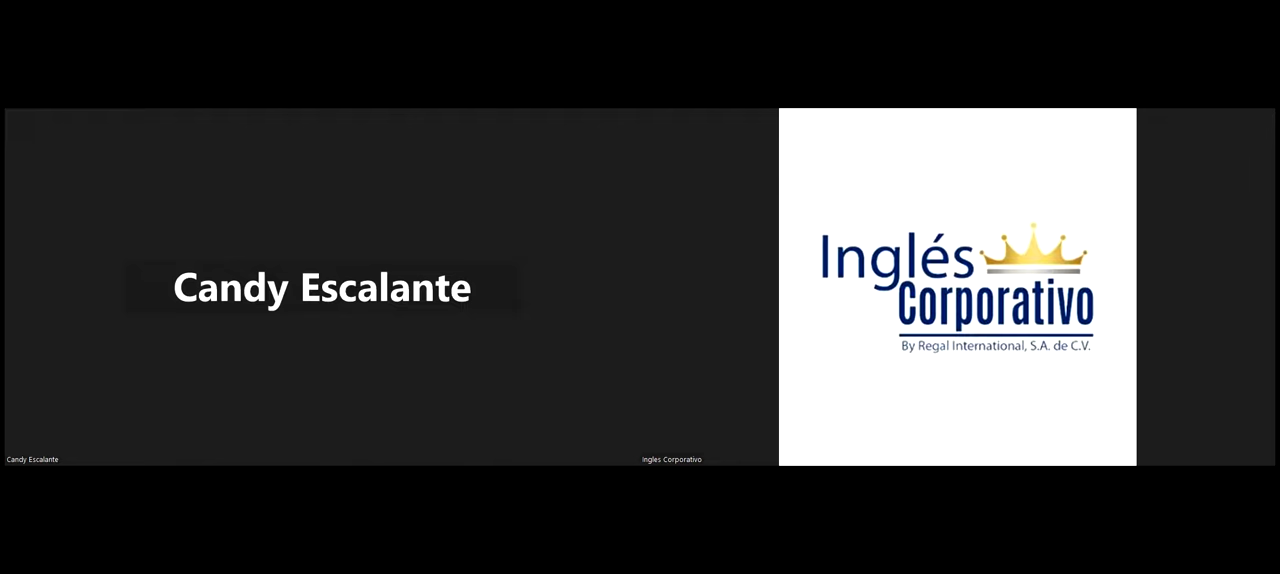 Candy Escalante
Candy Escalante
Inglés
Corporativo
By Regal International, S.A. de C.V.
Ingles Corporativo